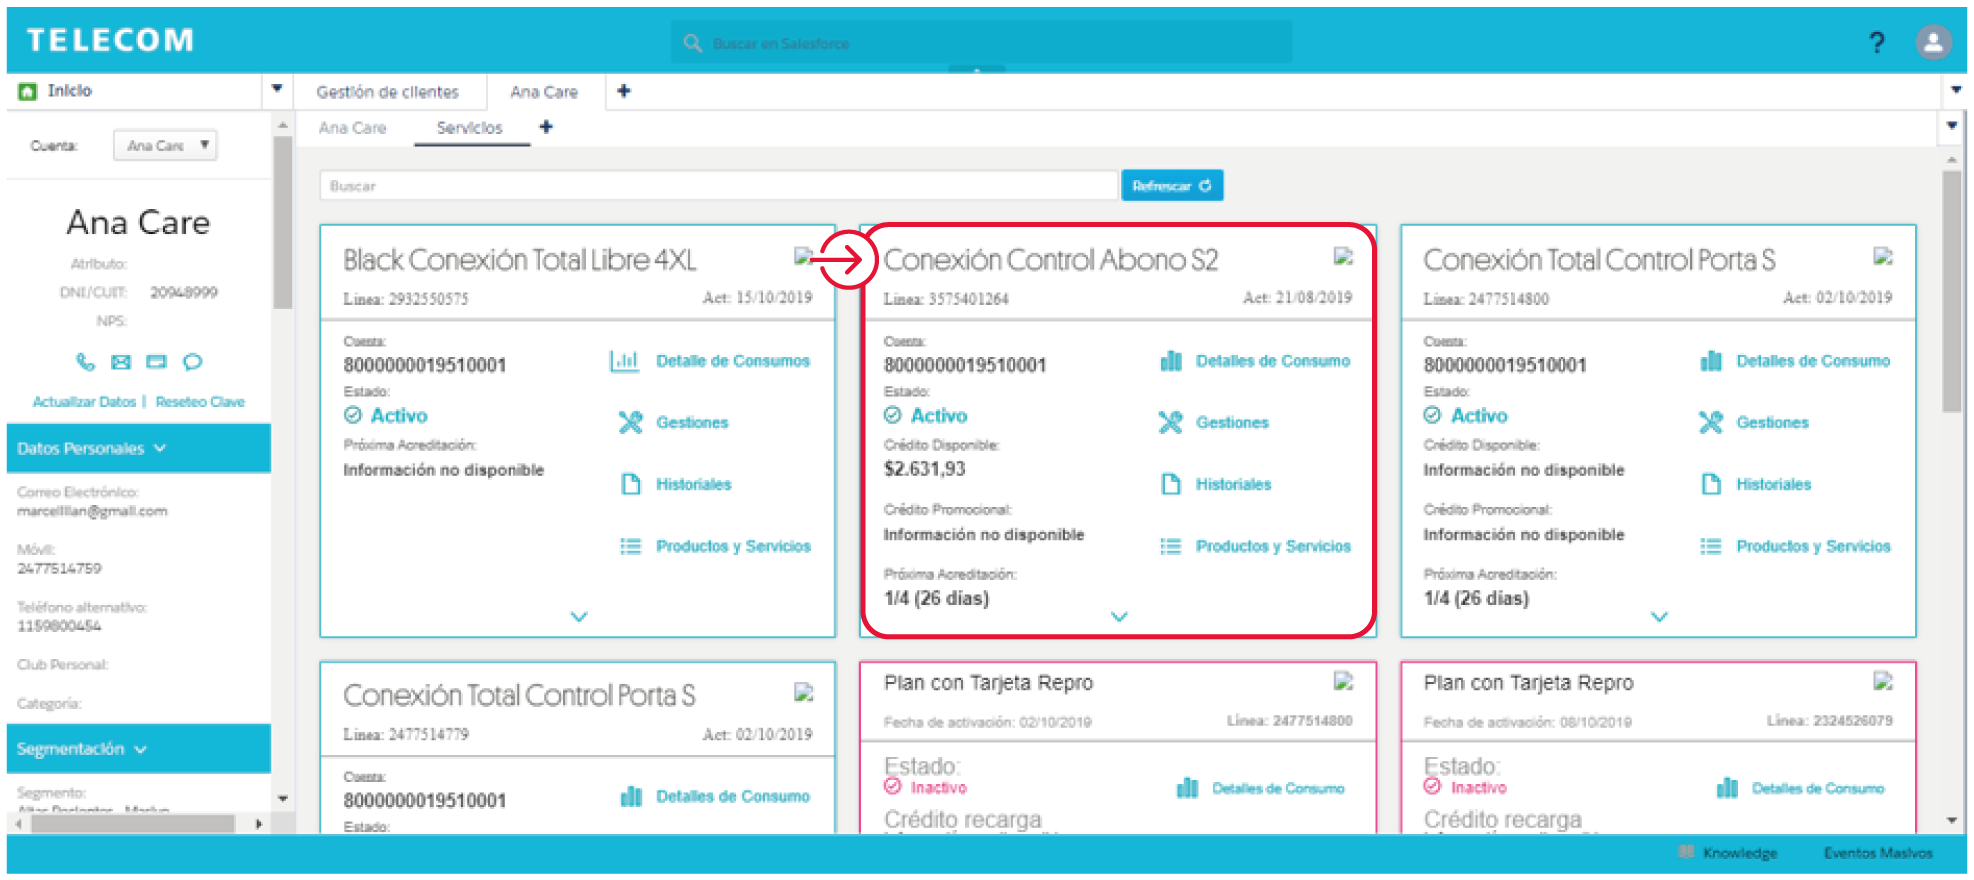 TELECOM
Buscar en Salesforce
?
Inicio
Gestión de clientes
Ana Care
Cuenta:
Ana Care
Ana Care
Servicios
Ana Care
Atributo:
DNI/CUIT: 20948999
NPS:
Actualizar Datos | Reseteo Clave
Datos Personales
Correo Electrónico:
marcelllan@gmail.com
Móvil:
2477514759
Teléfono alternativo:
1159800454
Club Personal:
Categoría:
Segmentación
Segmento:
Buscar
Refrescar
Black Conexión Total Libre 4XL
Linea: 2932550575
Act: 15/10/2019
Cuenta:
80000000019510001
Estado:
Activo
Próxima Acreditación:
Información no disponible
Detalle de Consumos
Gestiones
Historiales
Productos y Servicios
Conexión Control Abono S2
Linea: 3575401264
Act: 21/08/2019
Cuenta:
80000000019510001
Estado:
Activo
Crédito Disponible:
$2.631,93
Crédito Promocional:
Información no disponible
Próxima Acreditación:
1/4 (26 días)
Detalles de Consumo
Gestiones
Historiales
Productos y Servicios
Conexión Total Control Porta S
Linea: 2477514800
Act: 02/10/2019
Cuenta:
80000000019510001
Estado:
Activo
Crédito Disponible:
Información no disponible
Crédito Promocional:
Información no disponible
Próxima Acreditación:
1/4 (26 días)
Detalles de Consumo
Gestiones
Historiales
Productos y Servicios
Conexión Total Control Porta S
Linea: 2477514779
Act: 02/10/2019
Cuenta:
80000000019510001
Estado:
Detalles de Consumo
Plan con Tarjeta Repro
Fecha de activación: 02/10/2019
Línea: 2477514800
Estado:
Inactivo
Crédito recarga
Detalles de Consumo
Plan con Tarjeta Repro
Fecha de activación: 08/10/2019
Línea: 2324526079
Estado:
Inactivo
Crédito recarga
Detalles de Consumo
Knowledge
Eventos Masivos